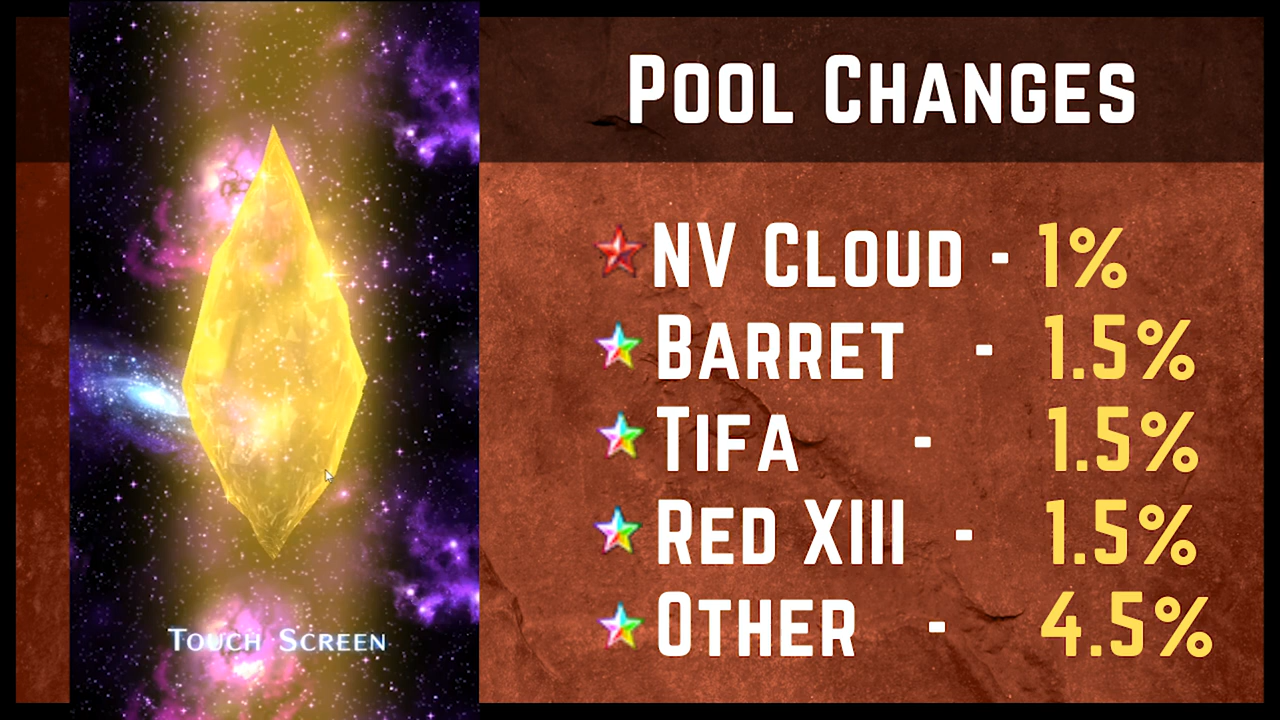 Pool Changes
NV Cloud - 1%
Barret - 1.5%
Tifa - 1.5%
Red XIII - 1.5%
Other - 4.5%
Touch Screen